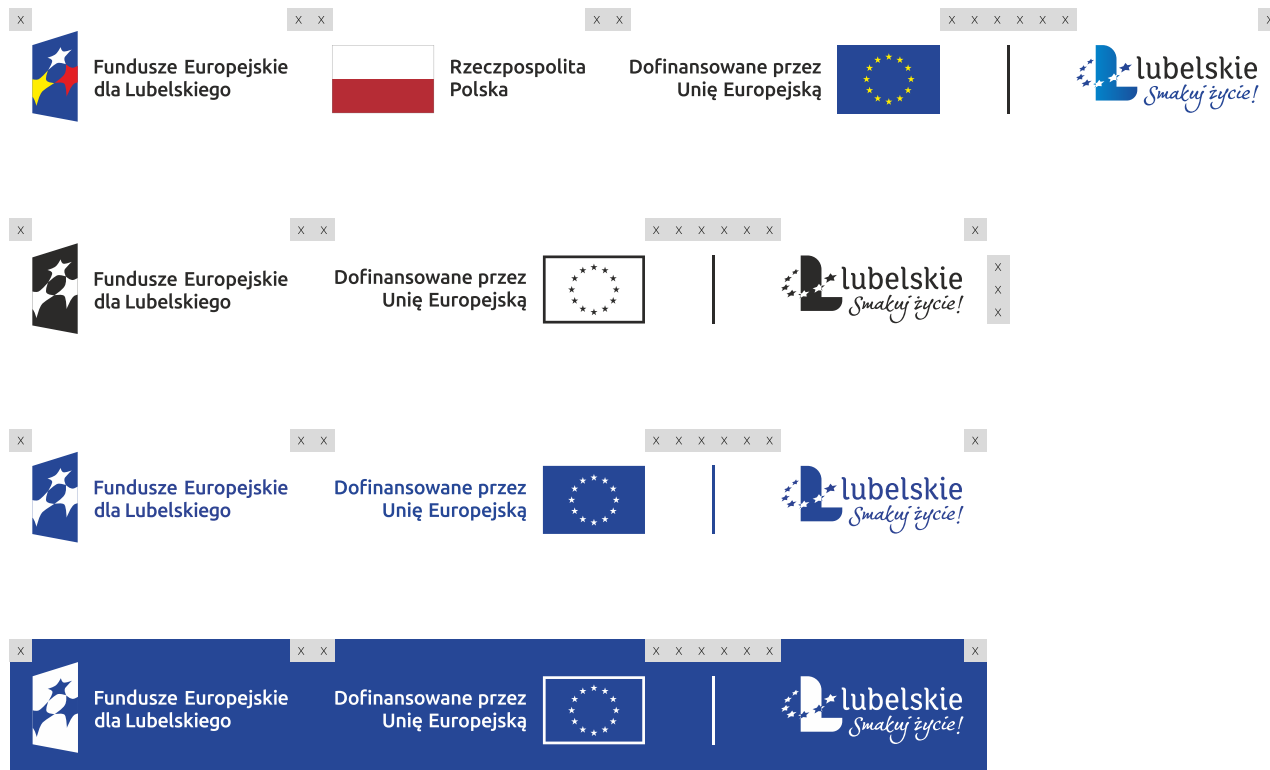 x x x x x x x x x x x x
Fundusze Europejskie
dla Lubelskiego
Rzeczpospolita
Polska
Dofinansowane przez
Unię Europejską
lubelskie
Smakuj życie!
x x x x x x x x x x
Fundusze Europejskie
dla Lubelskiego
Dofinansowane przez
Unię Europejską
lubelskie
Smakuj życie!
x
x
x
x x x x x x x x x x
Fundusze Europejskie
dla Lubelskiego
Dofinansowane przez
Unię Europejską
lubelskie
Smakuj życie!
x x x x x x x x x x
Fundusze Europejskie
dla Lubelskiego
Dofinansowane przez
Unię Europejską
lubelskie
Smakuj życie!